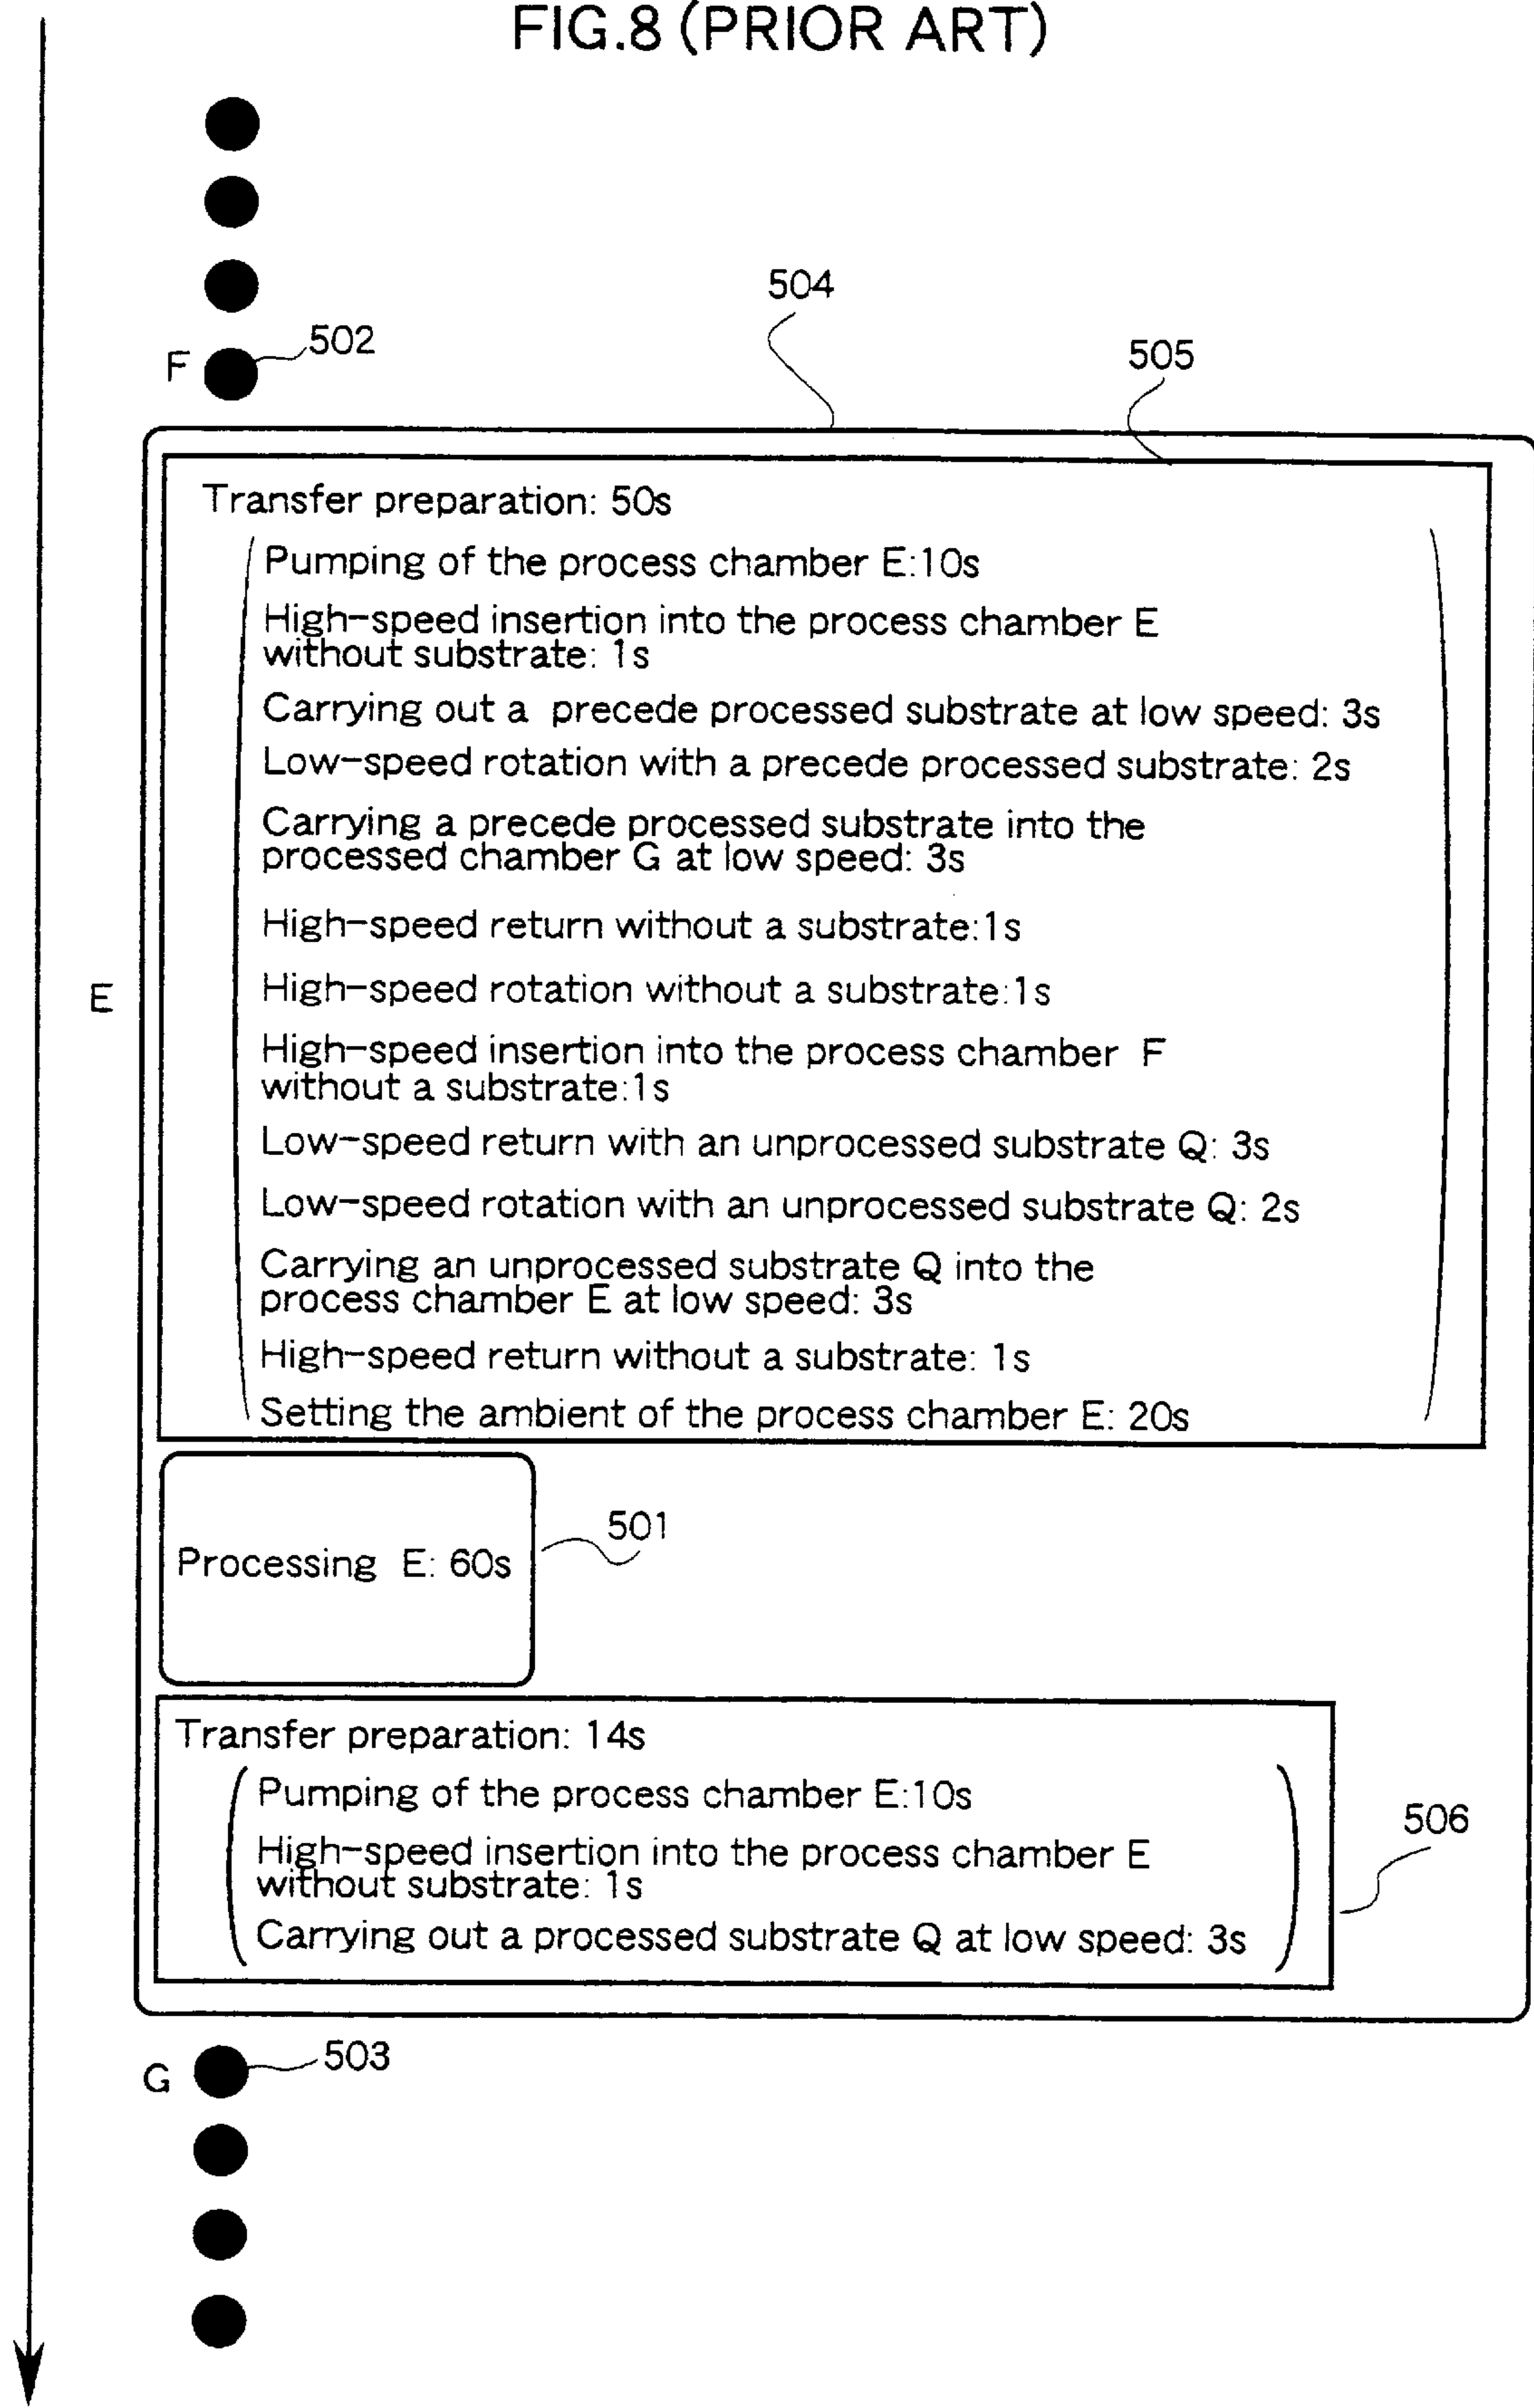 FIG.8 (PRIOR ART)
504
502
F
505
Transfer preparation: 50s
Pumping of the process chamber E:10s
High-speed insertion into the process chamber E
without substrate: 1s
Carrying out a precede processed substrate at low speed: 3s
Low-speed rotation with a precede processed substrate: 2s
Carrying a precede processed substrate into the
processed chamber G at low speed: 3s
High-speed return without a substrate:1s
E
High-speed rotation without a substrate:1s
High-speed insertion into the process chamber F
without a substrate:1s
Low-speed return with an unprocessed substrate Q: 3s
Low-speed rotation with an unprocessed substrate Q: 2s
Carrying an unprocessed substrate Q into the
process chamber E at low speed: 3s
High-speed return without a substrate: 1s
Setting the ambient of the process chamber E: 20s
501
Processing E: 60s
Transfer preparation: 14s
Pumping of the process chamber E:10s
506
High-speed insertion into the process chamber E
without substrate: 1s
Carrying out a processed substrate Q at low speed: 3s
503
G